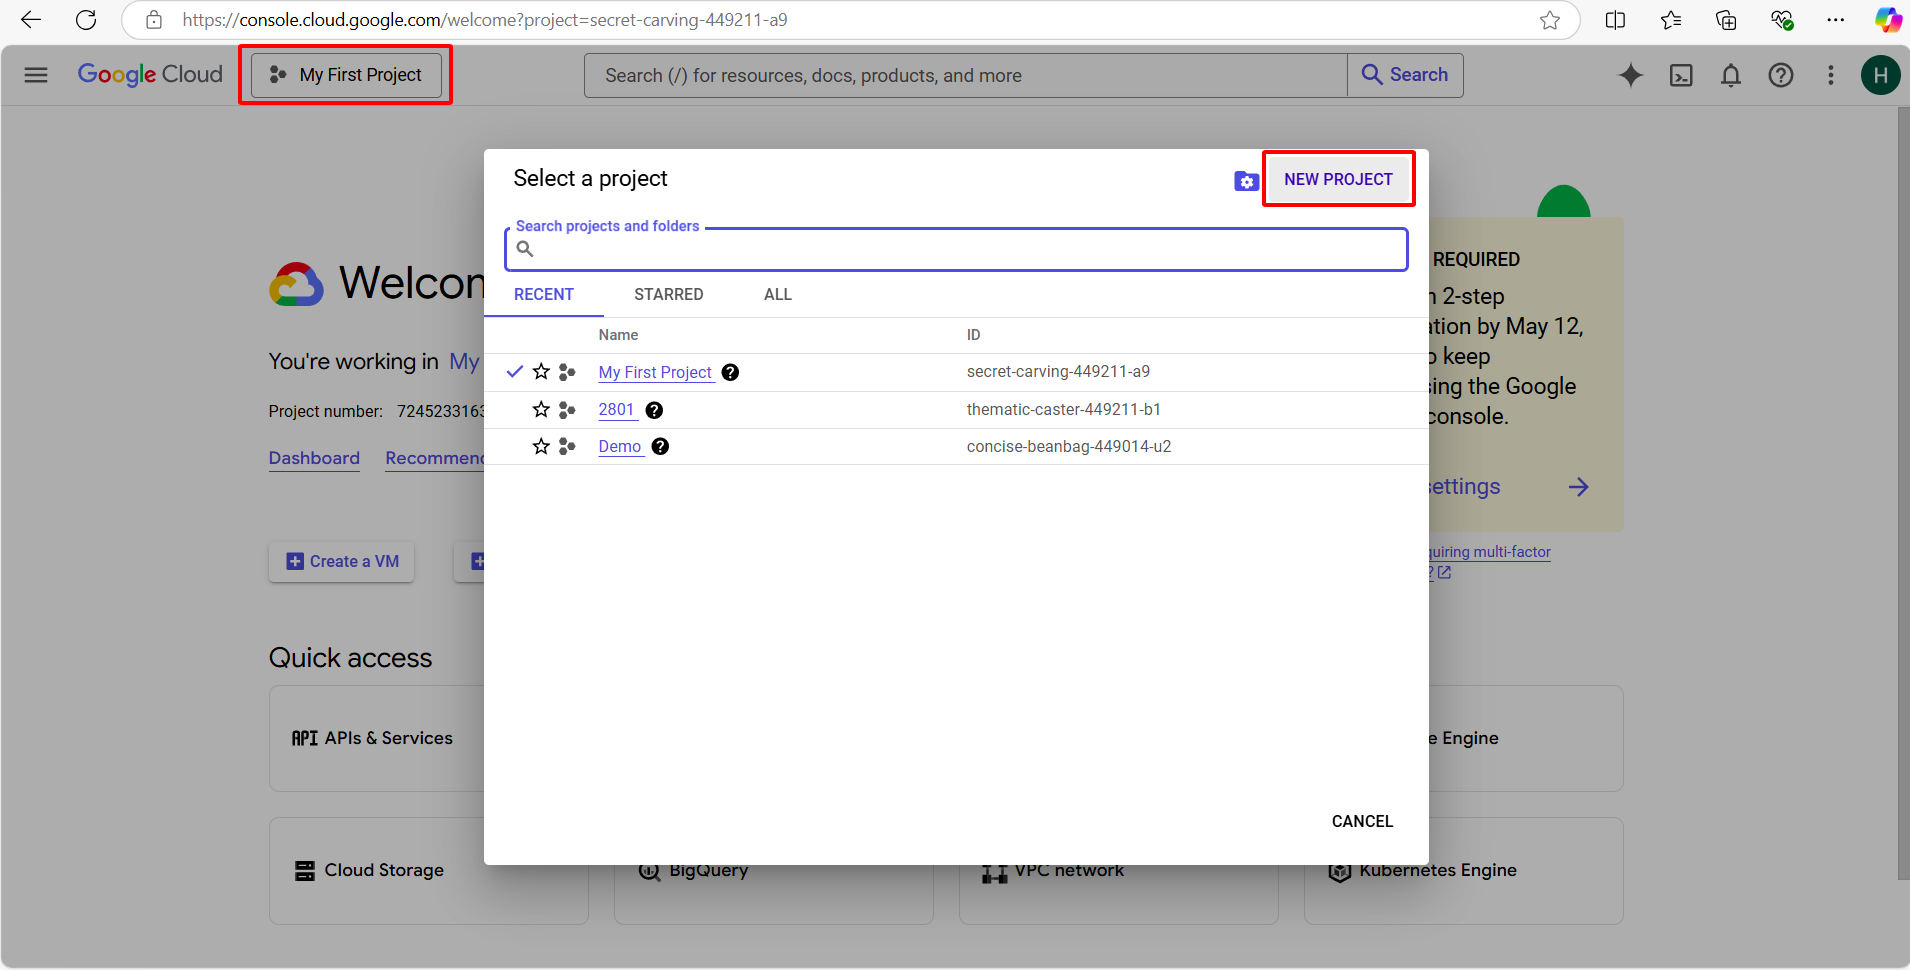 https://console.cloud.google.com/welcome?project=secret-carving-449211-a9
Google Cloud
My First Project
Search (/) for resources, docs, products, and more
Search
H
Select a project
NEW PROJECT
Search projects and folders
RECENT
STARRED
ALL
Name
ID
My First Project
secret-carving-449211-a9
2801
thematic-caster-449211-b1
Demo
concise-beanbag-449014-u2
CANCEL
Welcon
You're working in My
Project number: 7245233163
Dashboard
Recommend
Create a VM
REQUIRED
n 2-step
ation by May 12,
o keep
sing the Google
console.
settings
quiring multi-factor
?
Quick access
API APIs & Services
e Engine
Cloud Storage
BigQuery
VPC network
Kubernetes Engine